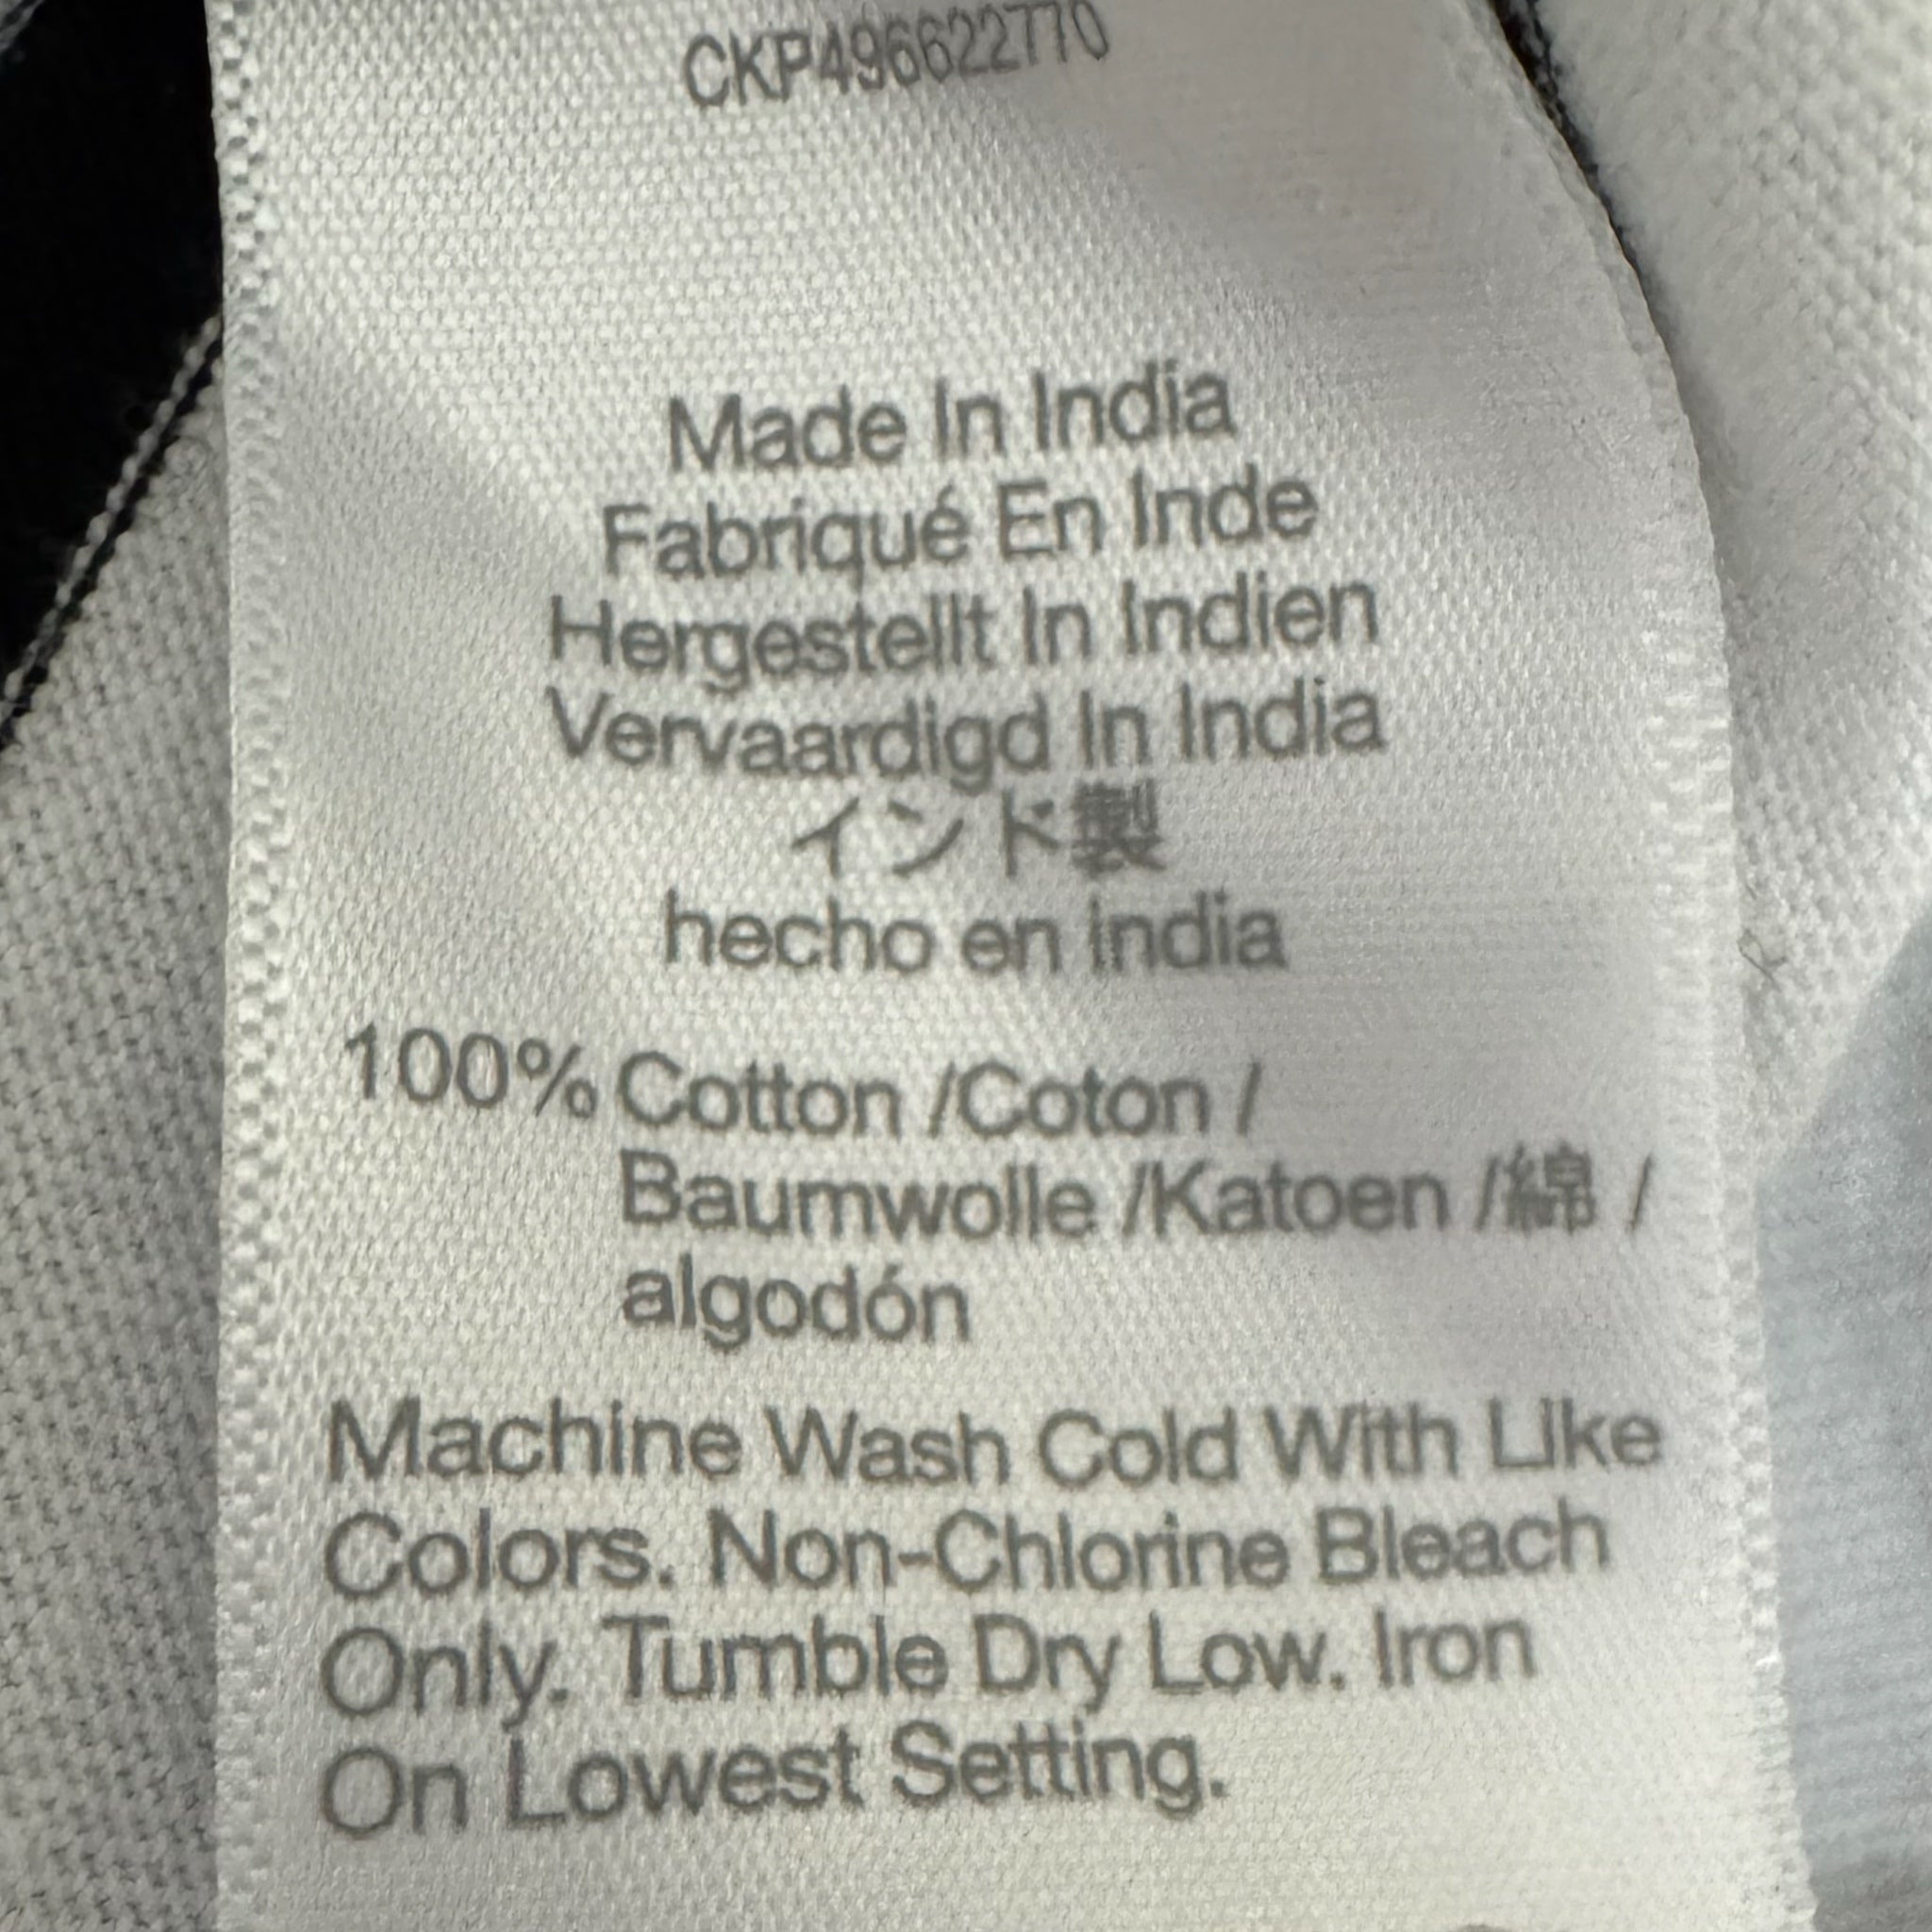 CKP496622770
Made In India
Fabriqué En Inde
Hergestellt In Indien
Vervaardigd In India
インド製
hecho en india
100% Cotton /Coton /
Baumwolle /Katoen /綿 /
algodón
Machine Wash Cold With Like
Colors. Non-Chlorine Bleach
Only. Tumble Dry Low. Iron
On Lowest Setting.